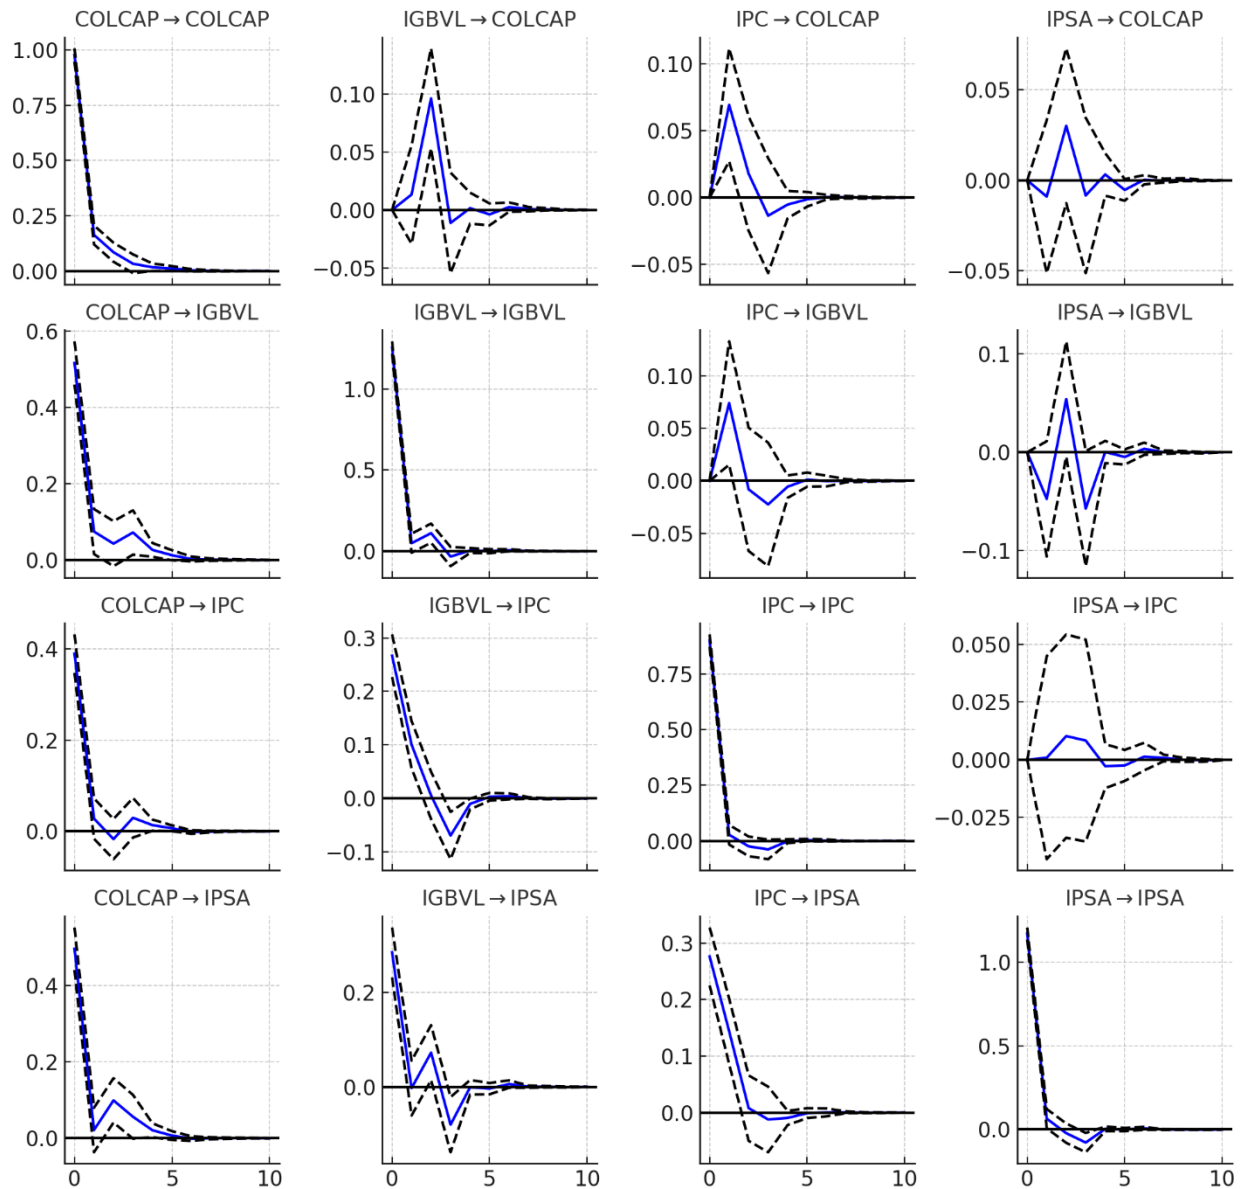 COLCAP → COLCAP
IGBVL → COLCAP
IPC → COLCAP
IPSA → COLCAP
1.00
0.75
0.50
0.25
0.00
0.10
0.05
0.00
−0.05
0.10
0.05
0.00
−0.05
0.05
0.00
−0.05
COLCAP → IGBVL
IGBVL → IGBVL
IPC → IGBVL
IPSA → IGBVL
0.6
0.4
0.2
0.0
1.0
0.5
0.0
0.10
0.05
0.00
−0.05
0.1
0.0
−0.1
COLCAP → IPC
IGBVL → IPC
IPC → IPC
IPSA → IPC
0.4
0.2
0.0
0.3
0.2
0.1
0.0
−0.1
0.75
0.50
0.25
0.00
0.050
0.025
0.000
−0.025
COLCAP → IPSA
IGBVL → IPSA
IPC → IPSA
IPSA → IPSA
0.4
0.2
0.0
0.2
0.0
0.3
0.2
0.1
0.0
1.0
0.5
0.0
0 5 10
0 5 10
0 5 10
0 5 10